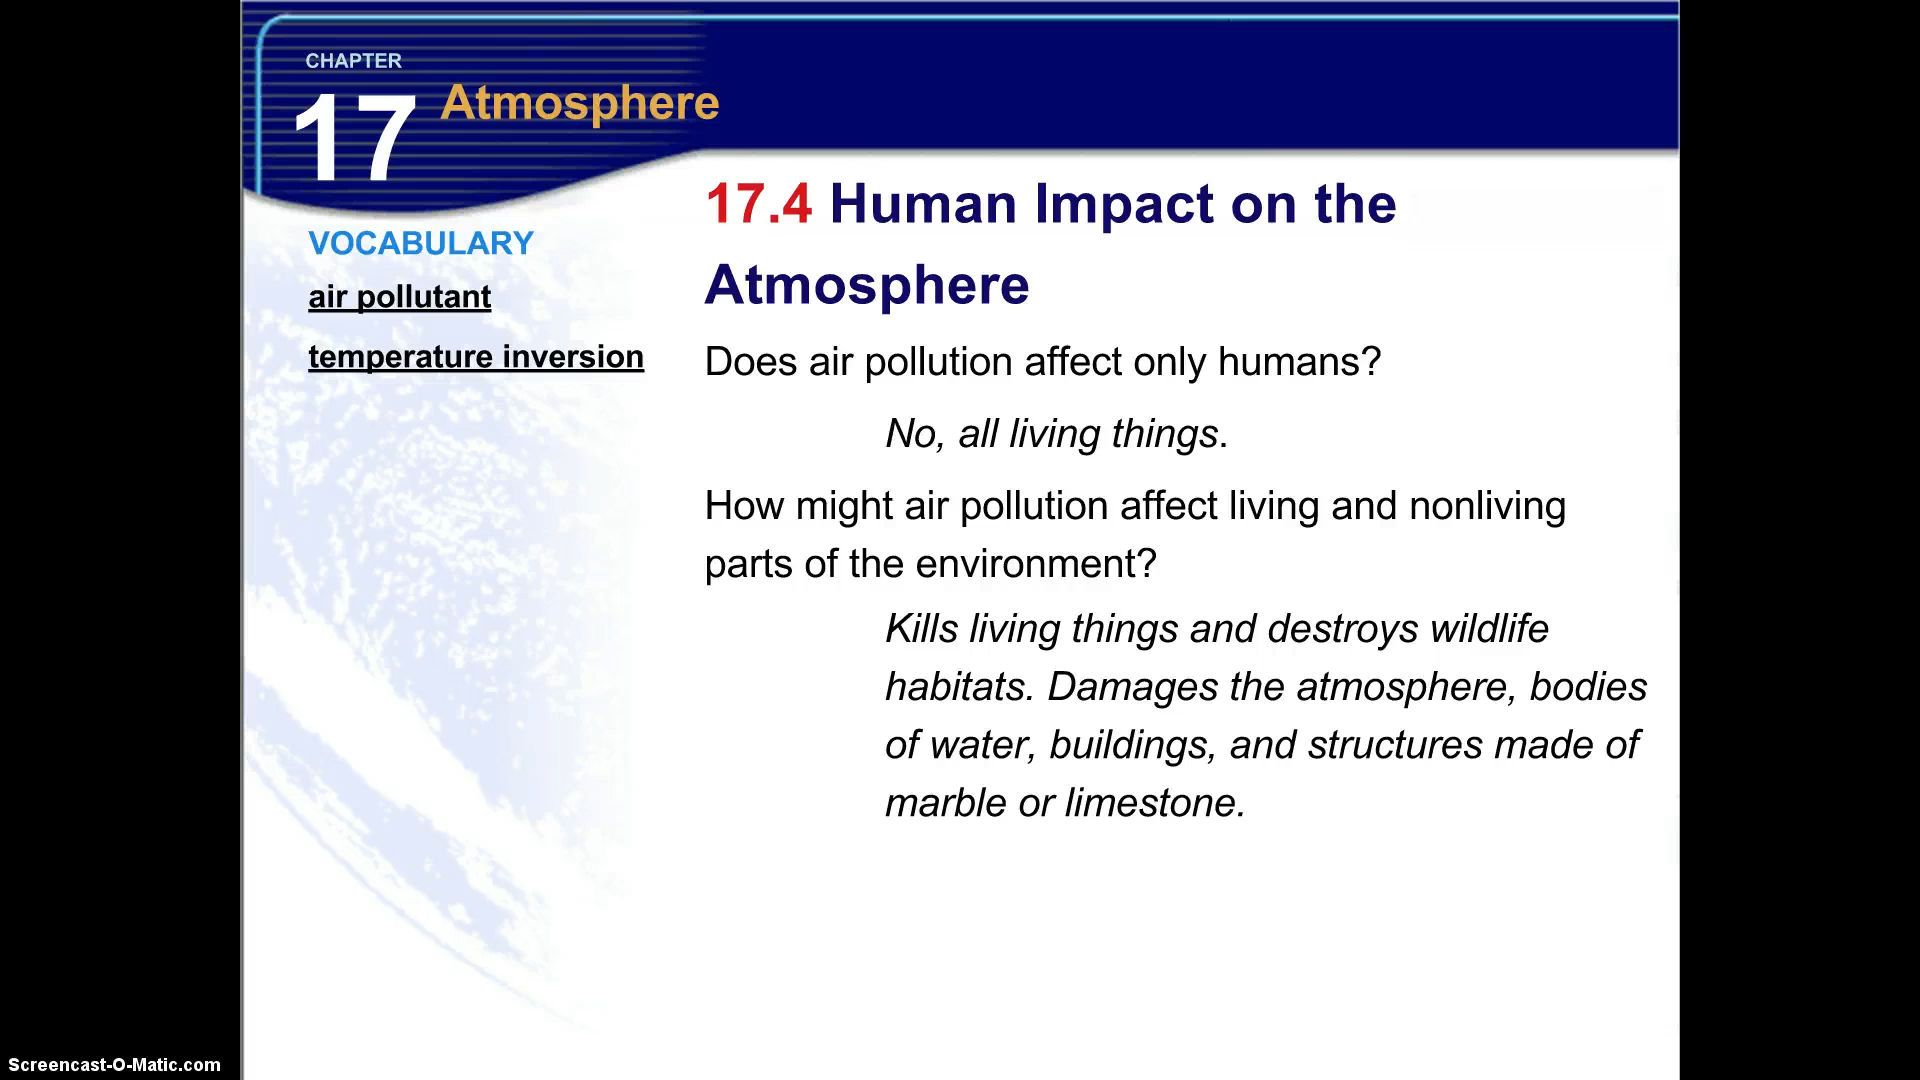 CHAPTER
17 Atmosphere
VOCABULARY
air pollutant
temperature inversion
17.4 Human Impact on the
Atmosphere
Does air pollution affect only humans?
No, all living things.
How might air pollution affect living and nonliving
parts of the environment?
Kills living things and destroys wildlife
habitats. Damages the atmosphere, bodies
of water, buildings, and structures made of
marble or limestone.
Screencast-O-Matic.com